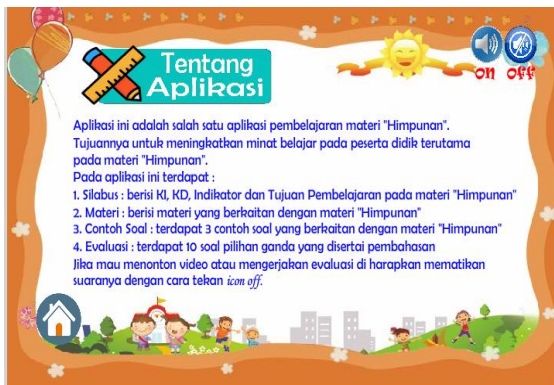 Tentang
Aplikasi
on off
Aplikasi ini adalah salah satu aplikasi pembelajaran materi "Himpunan".
Tujuannya untuk meningkatkan minat belajar pada peserta didik terutama
pada materi "Himpunan".
Pada aplikasi ini terdapat :
1. Silabus : berisi KI, KD, Indikator dan Tujuan Pembelajaran pada materi "Himpunan"
2. Materi : berisi materi yang berkaitan dengan materi "Himpunan"
3. Contoh Soal : terdapat 3 contoh soal yang berkaitan dengan materi "Himpunan"
4. Evaluasi : terdapat 10 soal pilihan ganda yang disertai pembahasan
Jika mau menonton video atau mengerjakan evaluasi di harapkan mematikan
suaranya dengan cara tekan icon off.